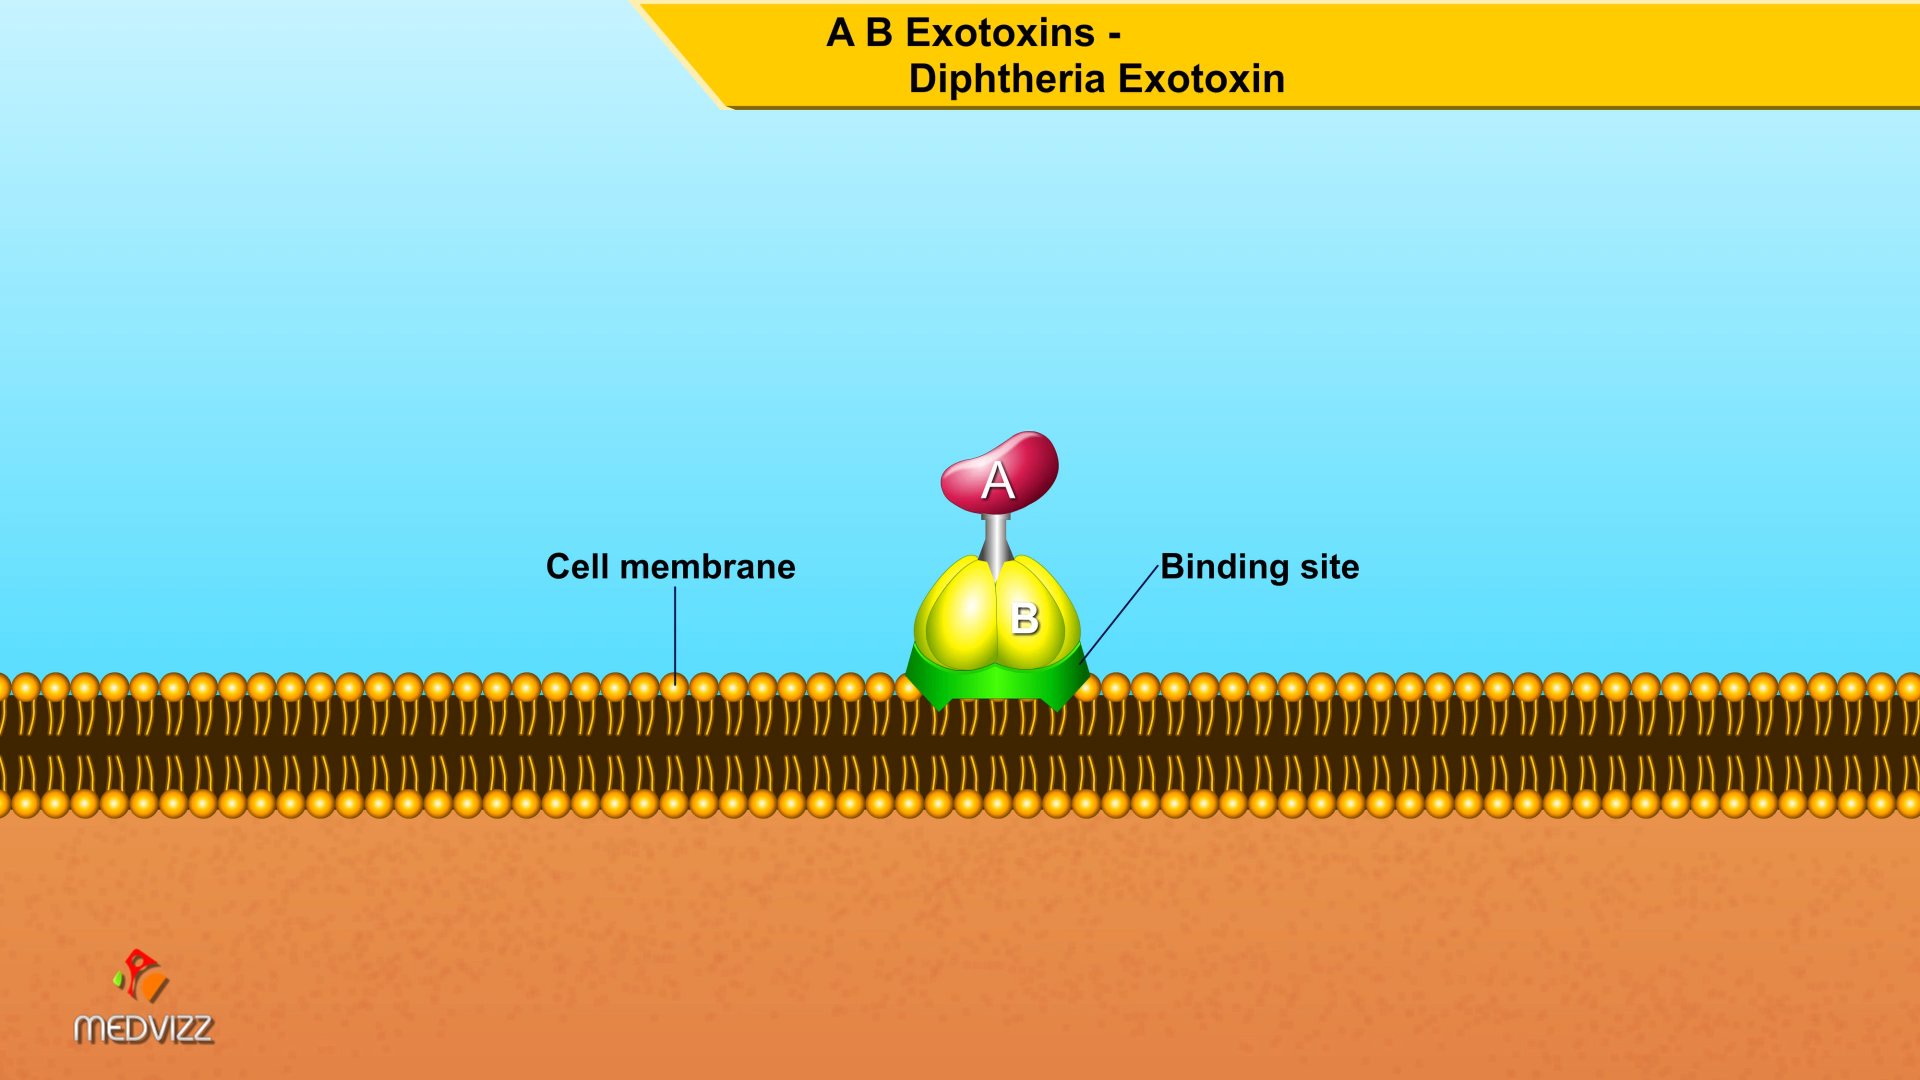 A B Exotoxins -
Diphtheria Exotoxin
A
Cell membrane
Binding site
B
MEDVIZZ